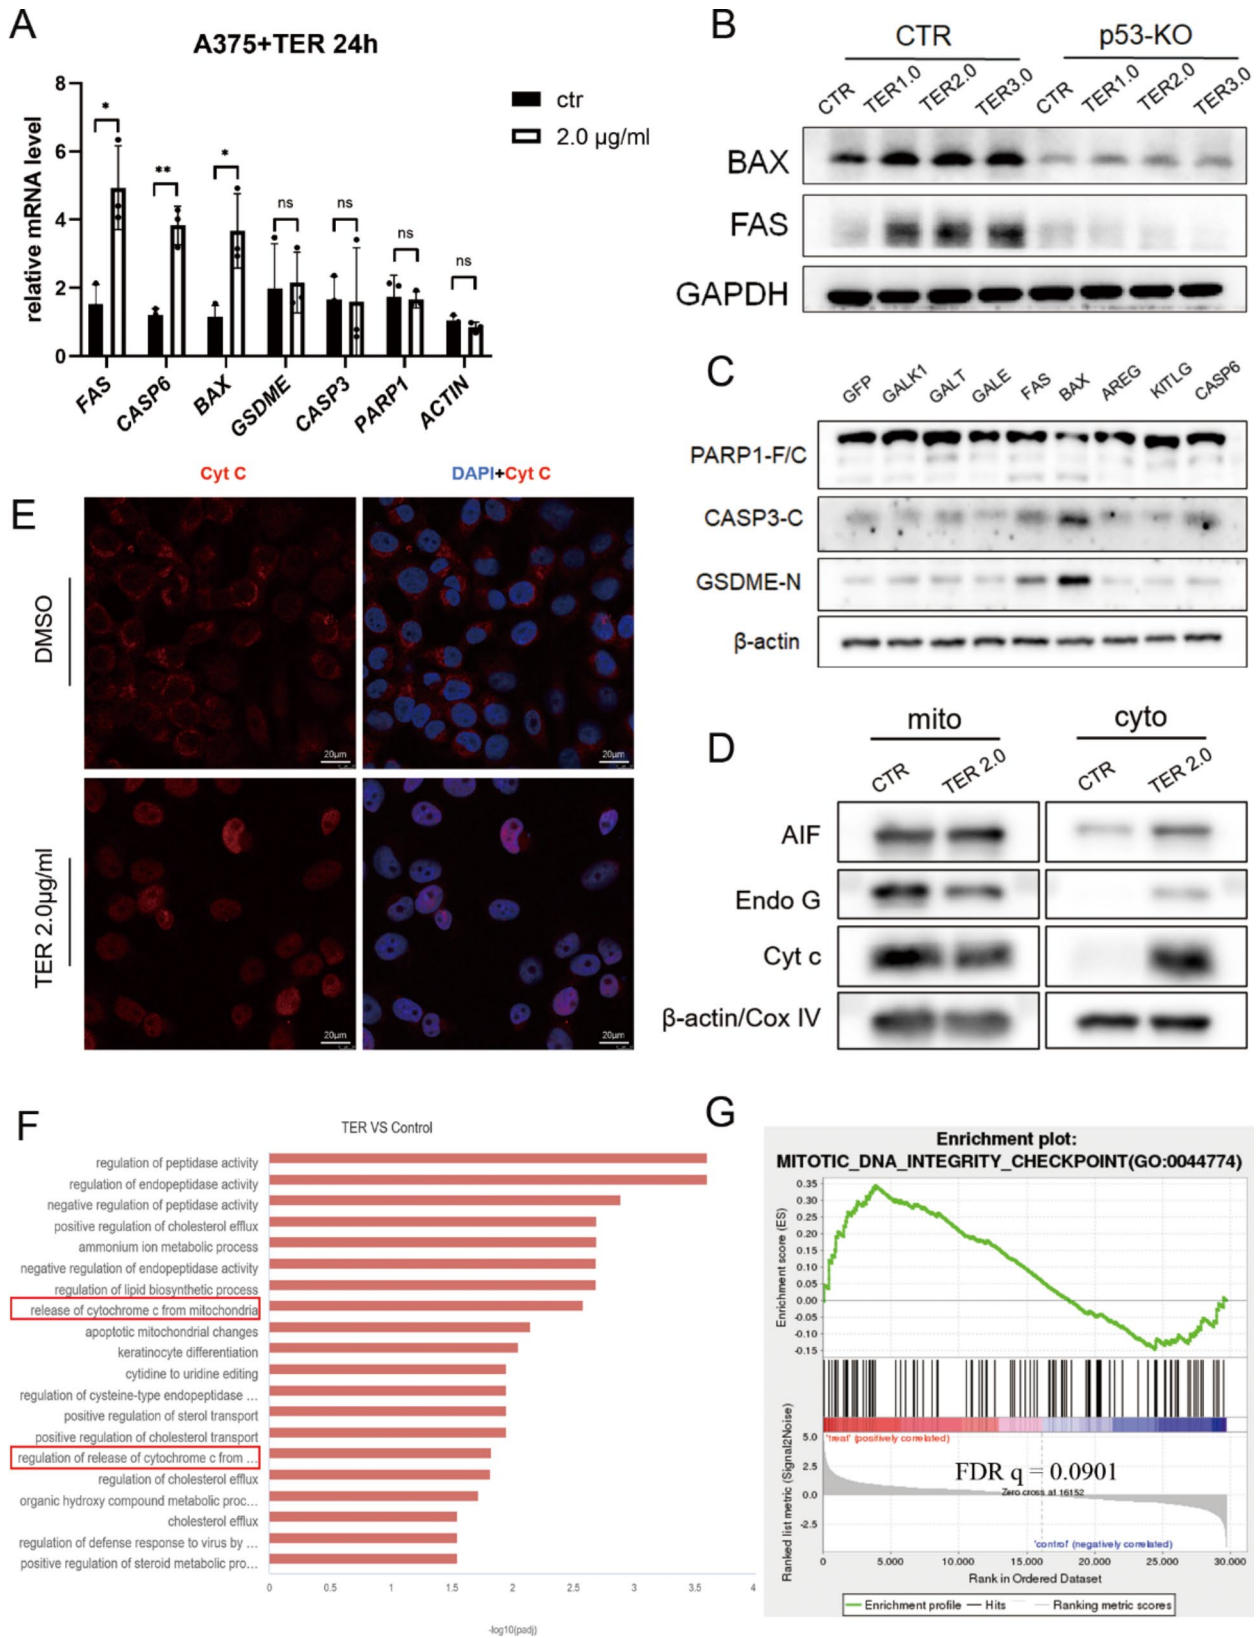 A
A375+TER 24h
relative mRNA level
8
6
4
2
0
* ** * ns ns ns ns
FAS CASP6 BAX GSDME CASP3 PARP1 ACTIN
ctr
2.0 μg/ml
B
CTR p53-KO
CTR TER1.0 TER2.0 TER3.0 CTR TER1.0 TER2.0 TER3.0
BAX
FAS
GAPDH
C
GFP GALK1 GALT GALE FAS BAX AREG KITLG CASP6
PARP1-F/C
CASP3-C
GSDME-N
β-actin
D
mito cyto
CTR TER 2.0 CTR TER 2.0
AIF
Endo G
Cyt c
β-actin/Cox IV
E
Cyt C DAPI+Cyt C
DMSO
20μm 20μm
TER 2.0μg/ml
20μm 20μm
F
TER VS Control
regulation of peptidase activity
regulation of endopeptidase activity
negative regulation of peptidase activity
positive regulation of cholesterol efflux
ammonium ion metabolic process
negative regulation of endopeptidase activity
regulation of lipid biosynthetic process
release of cytochrome c from mitochondria
apoptotic mitochondrial changes
keratinocyte differentiation
cytidine to uridine editing
regulation of cysteine-type endopeptidase ...
positive regulation of sterol transport
positive regulation of cholesterol transport
regulation of release of cytochrome c from ...
regulation of cholesterol efflux
organic hydroxy compound metabolic proc...
cholesterol efflux
regulation of defense response to virus by ...
positive regulation of steroid metabolic pro...
0 0.5 1 1.5 2 2.5 3 3.5 4
-log10(padj)
G
Enrichment plot:
MITOTIC_DNA_INTEGRITY_CHECKPOINT(GO:0044774)
Enrichment score (ES)
0.35
0.30
0.25
0.20
0.15
0.10
0.05
0.00
-0.05
-0.10
-0.15
Ranked list metric (Signal2Noise)
5.0
2.5
0.0
-2.5
'treat' (positively correlated)
FDR q = 0.0901
Zero cross at 16152
'control' (negatively correlated)
0 5.000 10.000 15.000 20.000 25.000 30.000
Rank in Ordered Dataset
Enrichment profile Hits Ranking metric scores